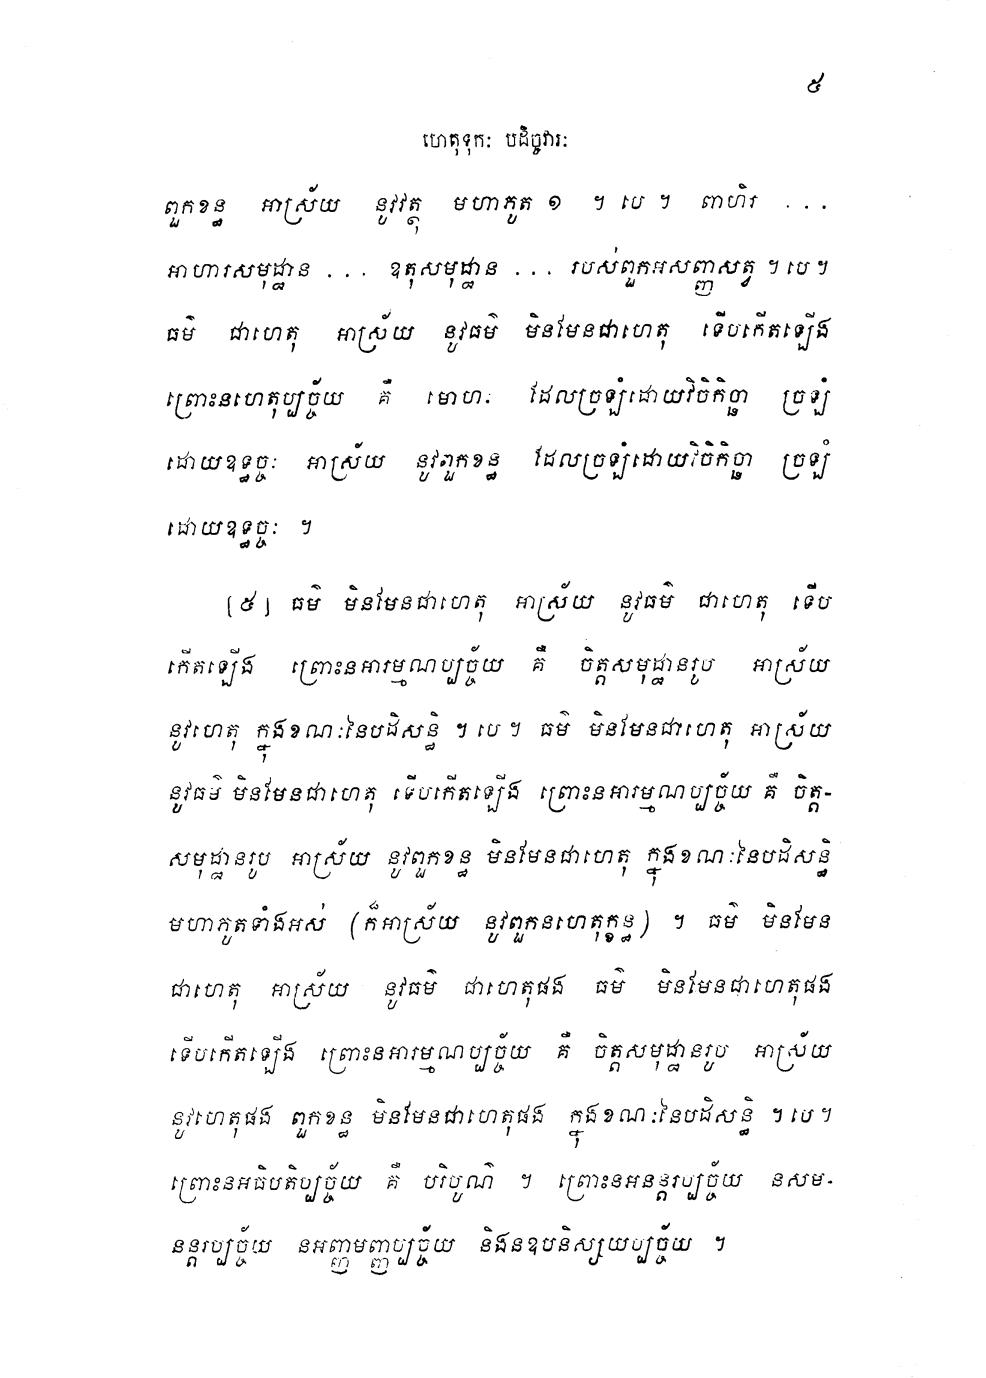 ៥
ហេតុទុកៈ បដិច្ចវារៈ
ពួកខន្ធ អាស្រ័យ នូវវត្ថុ មហាភូត ១ ។ បេ ។ ពាហិរ ...
អាហារសមុដ្ឋាន ... ឧតុសមុដ្ឋាន ... របស់ពួកអសញ្ញសត្វ ។ បេ ។
ធម៌ ជាហេតុ អាស្រ័យ នូវធម៌ មិនមែនជាហេតុ ទើបកើតឡើង
ព្រោះនហេតុប្បច្ច័យ គឺ មោហៈ ដែលច្រឡំដោយវិចិកិច្ឆា ច្រឡំ
ដោយឧទ្ធច្ចៈ អាស្រ័យ នូវពួកខន្ធ ដែលច្រឡំដោយវិចិកិច្ឆា ច្រឡំ
ដោយឧទ្ធច្ចៈ ។
[៥] ធម៌ មិនមែនជាហេតុ អាស្រ័យ នូវធម៌ ជាហេតុ ទើប
កើតឡើង ព្រោះនអារម្មណប្បច្ច័យ គឺ ចិត្តសមុដ្ឋានរូប អាស្រ័យ
នូវហេតុ ក្នុងខណៈនៃបដិសន្ធិ ។ បេ ។ ធម៌ មិនមែនជាហេតុ អាស្រ័យ
នូវធម៌ មិនមែនជាហេតុ ទើបកើតឡើង ព្រោះនអារម្មណប្បច្ច័យ គឺ ចិត្ត-
សមុដ្ឋានរូប អាស្រ័យ នូវពួកខន្ធ មិនមែនជាហេតុ ក្នុងខណៈនៃបដិសន្ធិ
មហាភូតទាំងអស់ (ក៏អាស្រ័យ នូវពួកនហេតុក្ខន្ធ) ។ ធម៌ មិនមែន
ជាហេតុ អាស្រ័យ នូវធម៌ ជាហេតុផង ធម៌ មិនមែនជាហេតុផង
ទើបកើតឡើង ព្រោះនអារម្មណប្បច្ច័យ គឺ ចិត្តសមុដ្ឋានរូប អាស្រ័យ
នូវហេតុផង ពួកខន្ធ មិនមែនជាហេតុផង ក្នុងខណៈនៃបដិសន្ធិ ។ បេ ។
ព្រោះនអធិបតិប្បច្ច័យ គឺ បរិបូណ៌ ។ ព្រោះនអនន្តរប្បច្ច័យ នសម-
នន្តរប្បច្ច័យ នអញ្ញមញ្ញប្បច្ច័យ និងនឧបនិស្សយប្បច្ច័យ ។